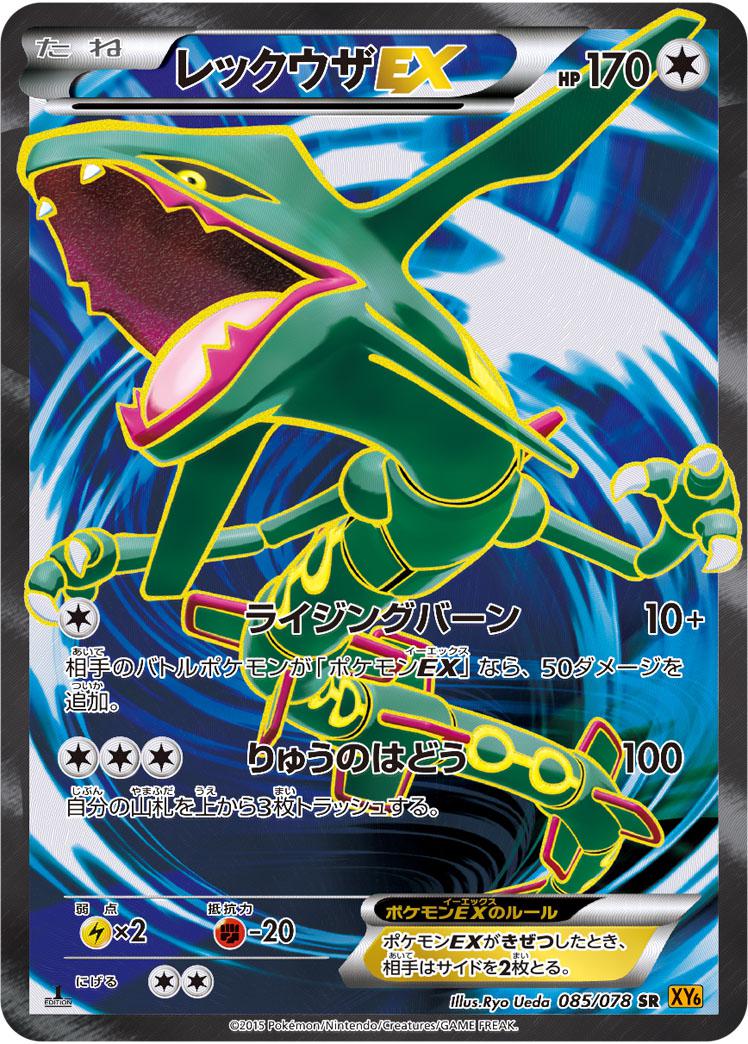 たね
レックウザEX
HP170
ライジングバーン 10+
相手のバトルポケモンが「ポケモンEX」なら、50ダメージを
追加。
りゅうのはどう 100
自分の山札を上から3枚トラッシュする。
弱点 ×2 抵抗力 -20
にげる
ポケモンEXのルール
ポケモンEXがきぜつしたとき、
相手はサイドを2枚とる。
1 EDITION
Illus.Ryo Ueda 085/078 SR XY6
©2015 Pokémon/Nintendo/Creatures/GAME FREAK.